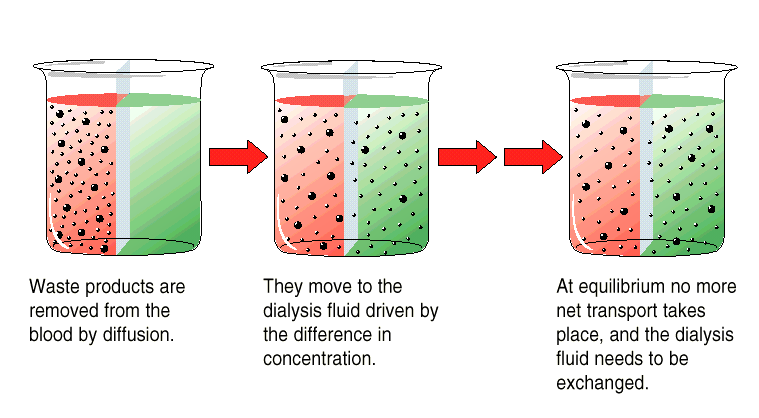 Waste products are
removed from the
blood by diffusion.
They move to the
dialysis fluid driven by
the difference in
concentration.
At equilibrium no more
net transport takes
place, and the dialysis
fluid needs to be
exchanged.